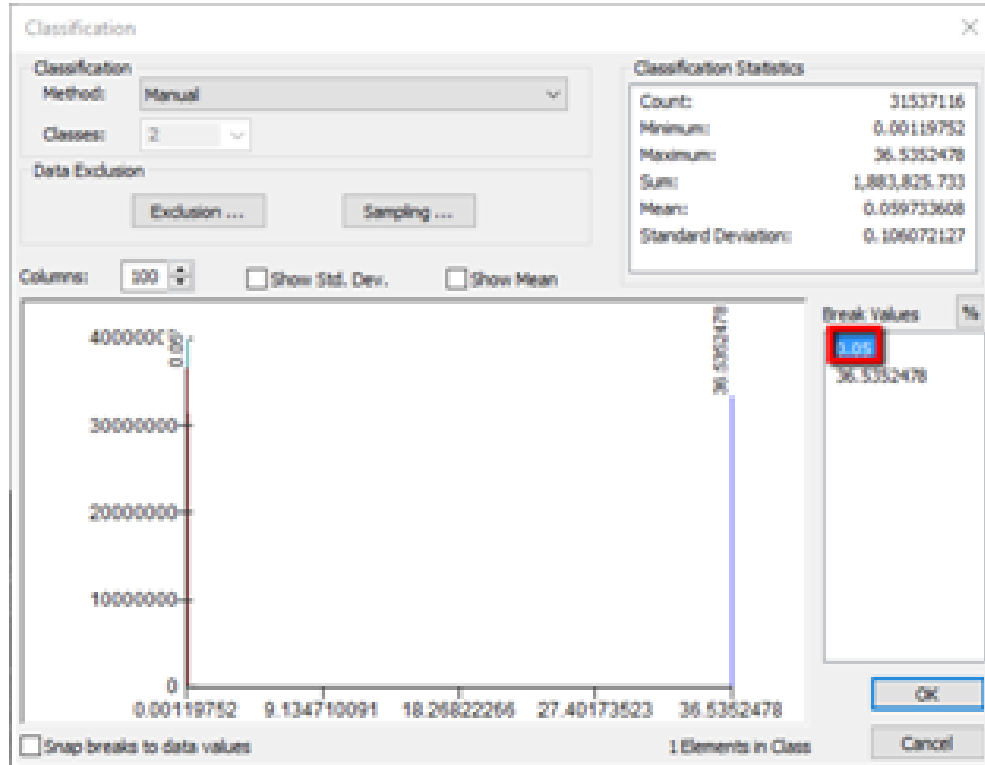 Classification
Classification
Method: Manual
Classes: 2
Data Exclusion
Exclusion ...
Sampling ...
Classification Statistics
Count: 31537116
Minimum: 0.00119752
Maximum: 36.5352478
Sum: 1,883,825.733
Mean: 0.059733608
Standard Deviation: 0.106072127
Columns: 100
Show Std. Dev.
Show Mean
Break Values
%
36.5352478
36.5352478
30000000
20000000
10000000
0
0.00119752 9.134710091 18.26822266 27.40173523 36.5352478
Snap breaks to data values
1 Elements in Class
OK
Cancel